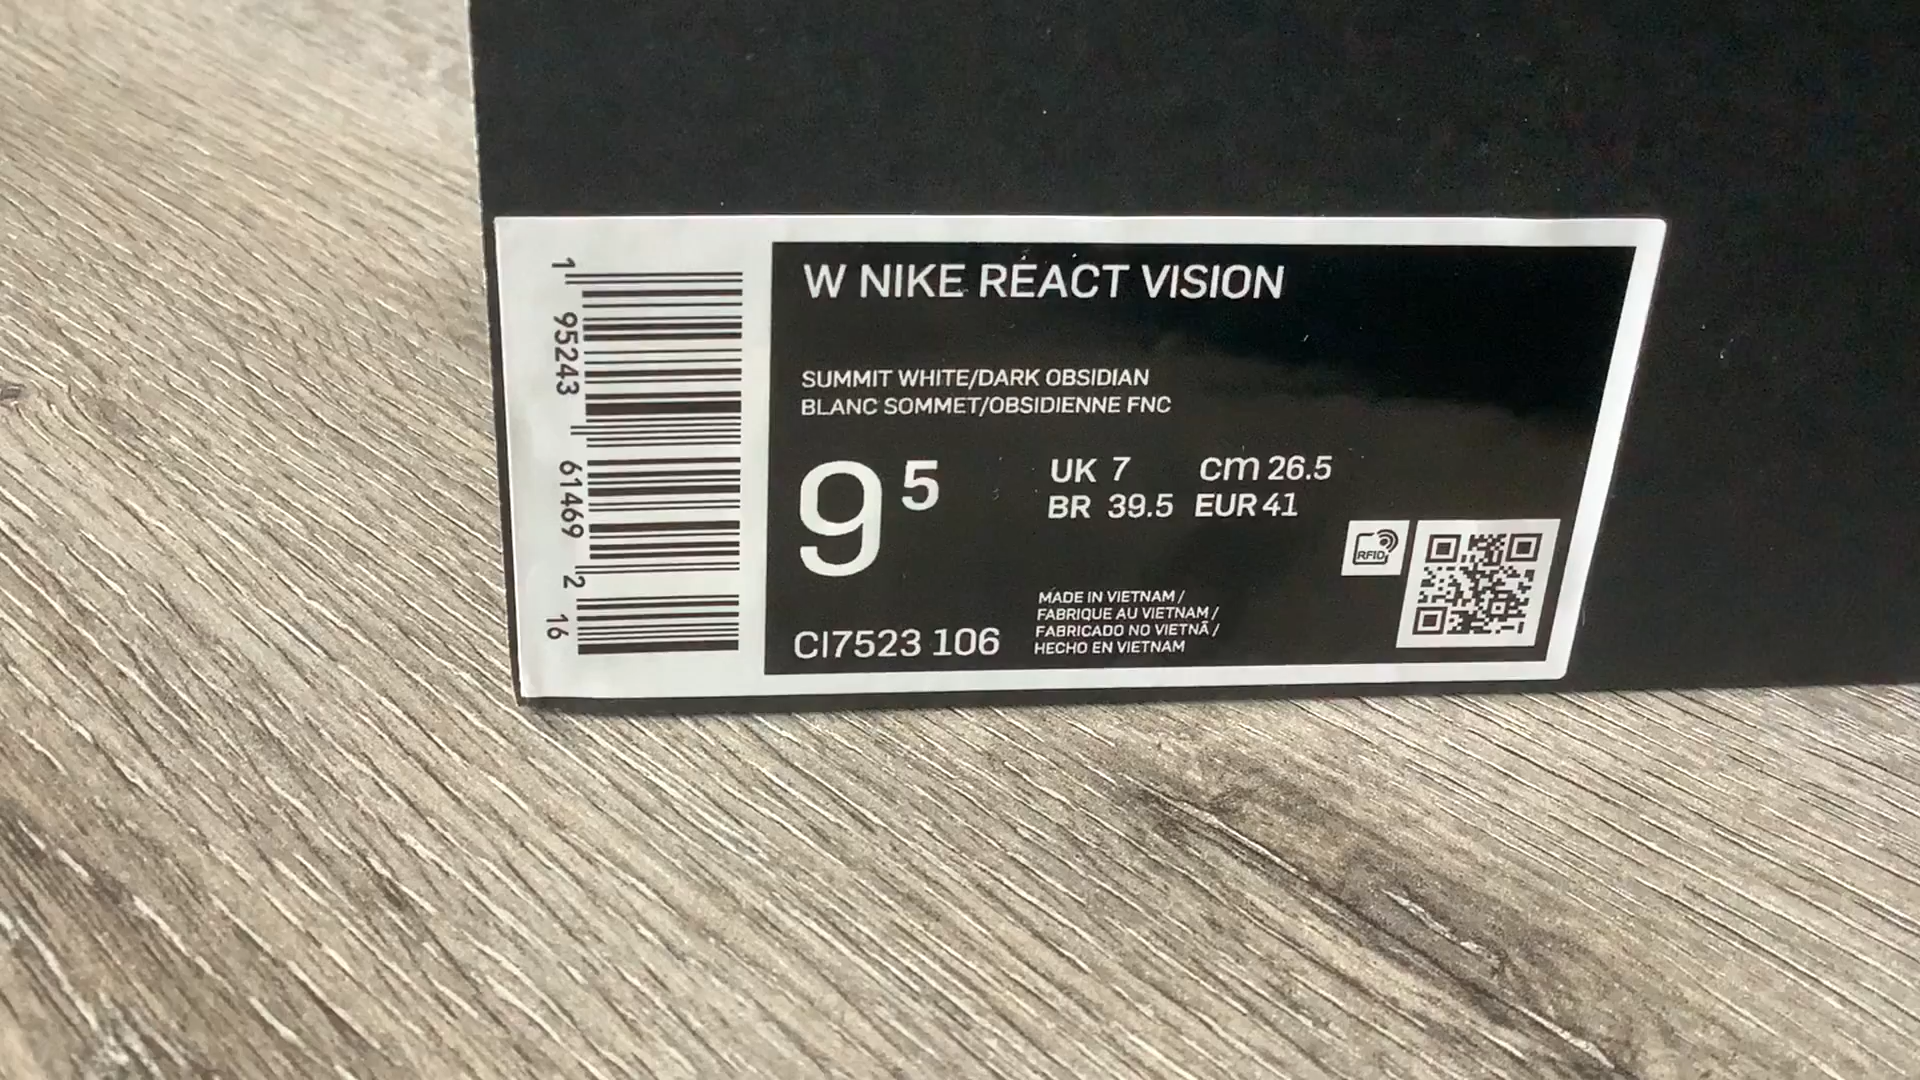 W NIKE REACT VISION
SUMMIT WHITE/DARK OBSIDIAN
BLANC SOMMET/OBSIDIENNE FNC
9 5
UK 7 cm 26.5
BR 39.5 EUR 41
RFID
MADE IN VIETNAM /
FABRIQUE AU VIETNAM /
FABRICADO NO VIETNÃ /
HECHO EN VIETNAM
CI7523 106
1 95243 61469 2 16